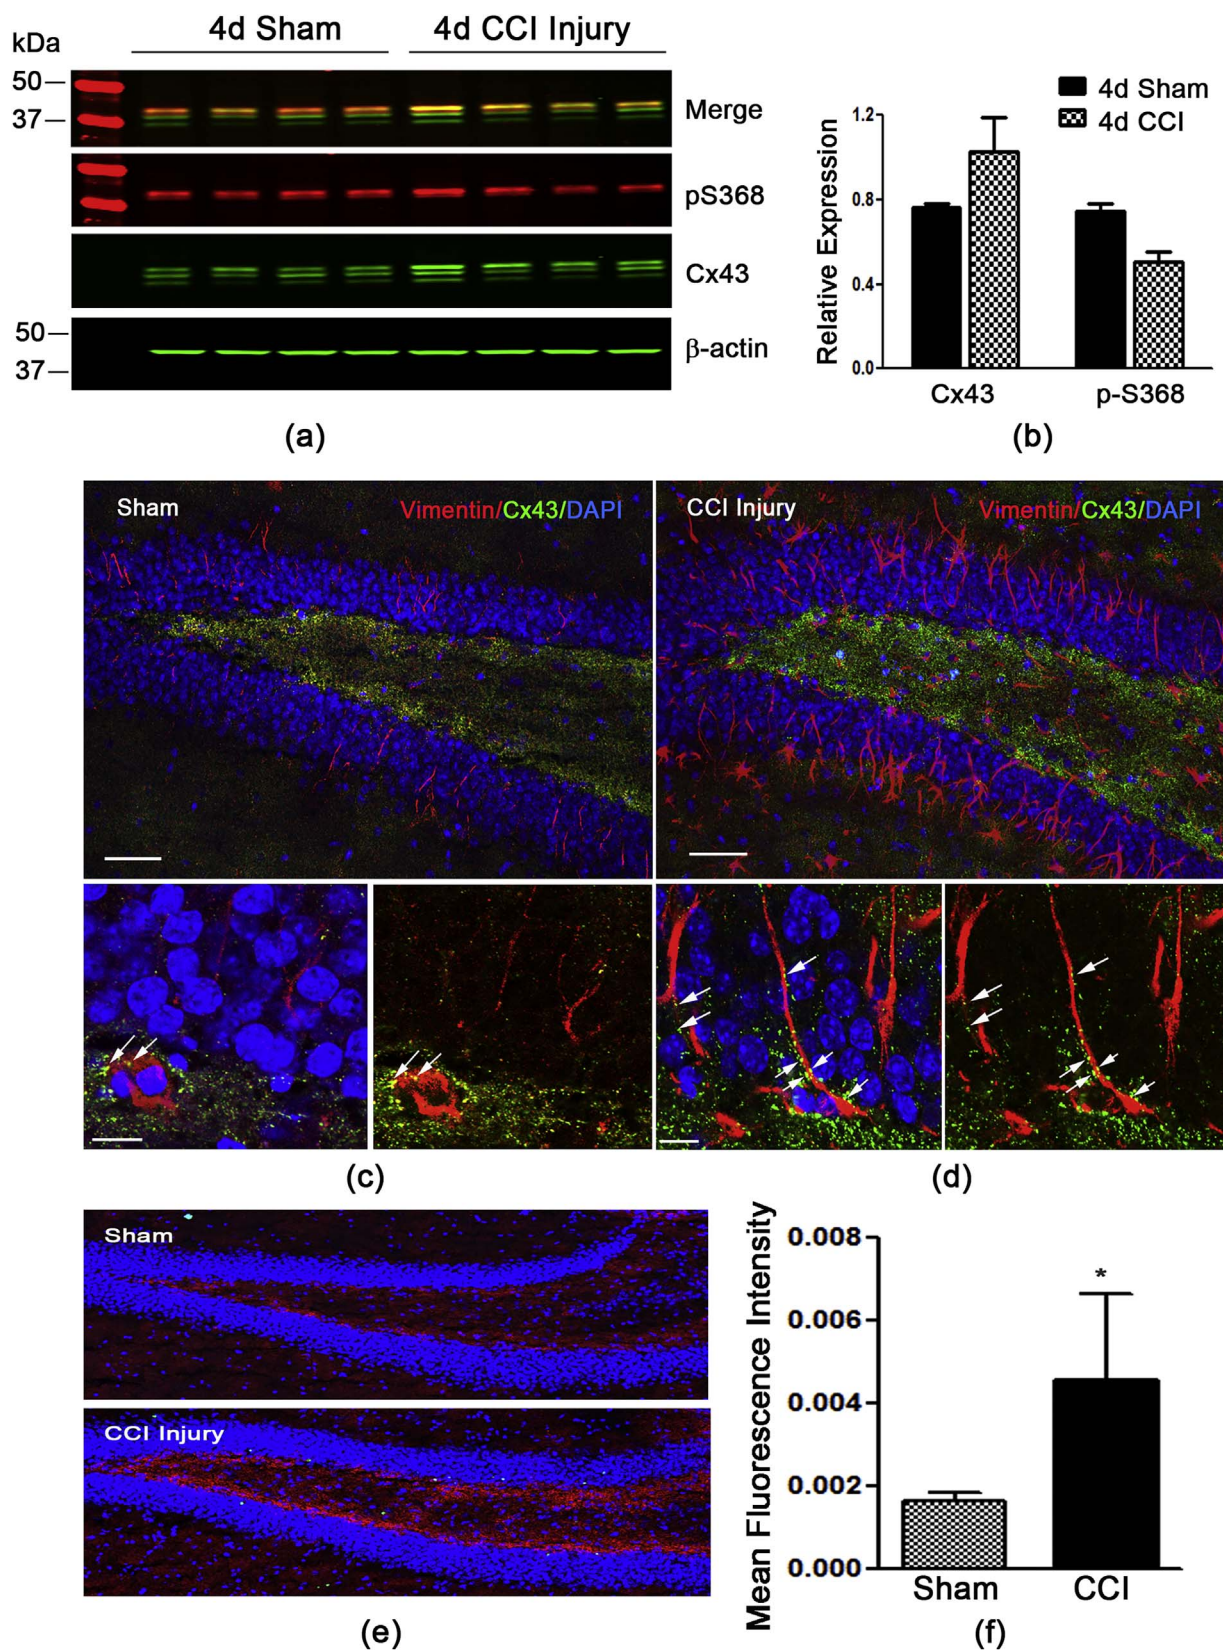 4d Sham
4d CCI Injury
kDa
50
37
Merge
pS368
Cx43
50
37
β-actin
(a)
4d Sham
4d CCI
Relative Expression
1.2
0.8
0.4
0.0
Cx43
p-S368
(b)
Sham
Vimentin/Cx43/DAPI
CCI Injury
Vimentin/Cx43/DAPI
(c)
(d)
Sham
CCI Injury
(e)
Mean Fluorescence Intensity
0.008
0.006
0.004
0.002
0.000
*
Sham
CCI
(f)